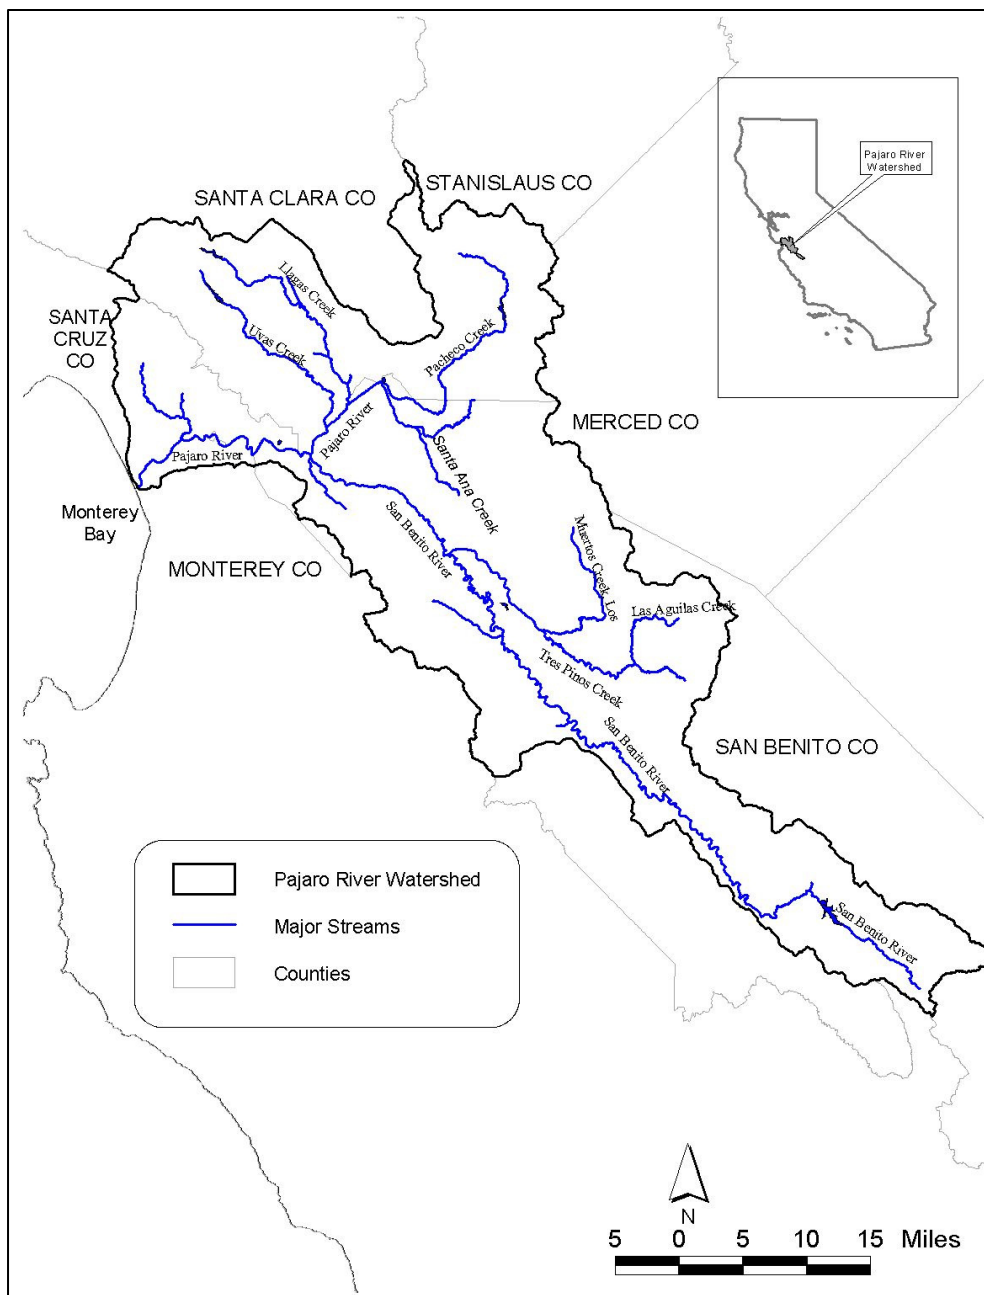 Pajaro River
Watershed
SANTA CLARA CO
STANISLAUS CO
Llagas Creek
SANTA
CRUZ
CO
Uvas Creek
Pacheco Creek
MERCED CO
Pajaro River
Pajaro River
Santa Ana Creek
Monterey
Bay
San Benito River
MONTEREY CO
Muertos Creek, Los
Las Aguilas Creek
Tres Pinos Creek
San Benito River
SAN BENITO CO
San Benito River
Pajaro River Watershed
Major Streams
Counties
N
5 0 5 10 15 Miles